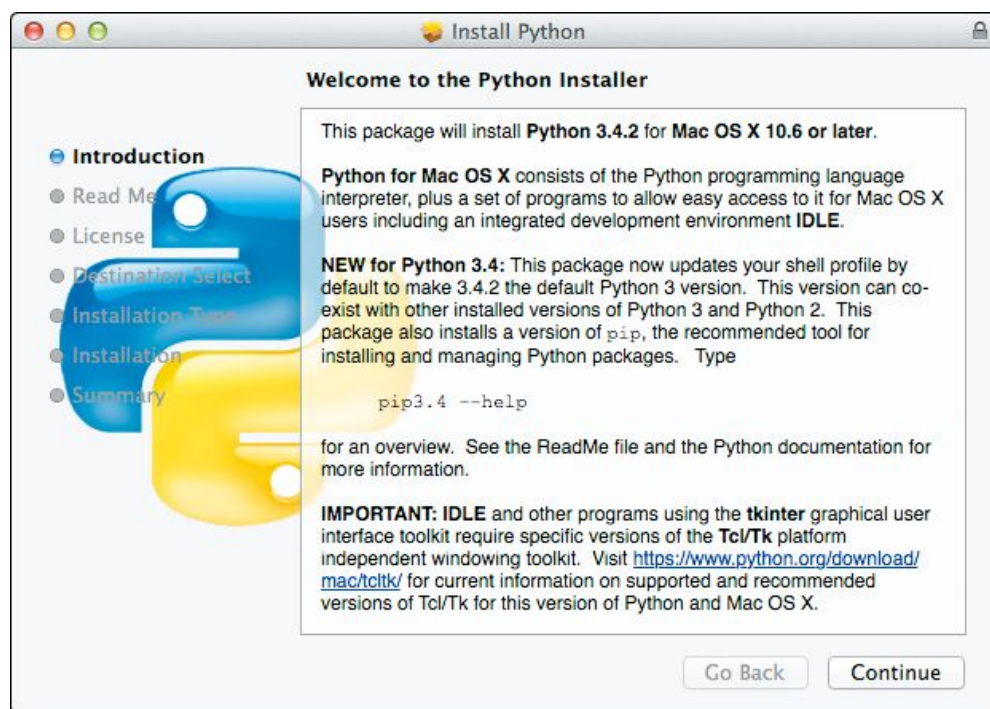 Install Python
Welcome to the Python Installer
Introduction
Read Me
License
Destination Select
Installation Type
Installation
Summary
This package will install Python 3.4.2 for Mac OS X 10.6 or later.
Python for Mac OS X consists of the Python programming language
interpreter, plus a set of programs to allow easy access to it for Mac OS X
users including an integrated development environment IDLE.
NEW for Python 3.4: This package now updates your shell profile by
default to make 3.4.2 the default Python 3 version.  This version can co-
exist with other installed versions of Python 3 and Python 2.  This
package also installs a version of pip, the recommended tool for
installing and managing Python packages.  Type
pip3.4 --help
for an overview.  See the ReadMe file and the Python documentation for
more information.
IMPORTANT: IDLE and other programs using the tkinter graphical user
interface toolkit require specific versions of the Tcl/Tk platform
independent windowing toolkit.  Visit https://www.python.org/download/
mac/tcltk/ for current information on supported and recommended
versions of Tcl/Tk for this version of Python and Mac OS X.
Go Back
Continue